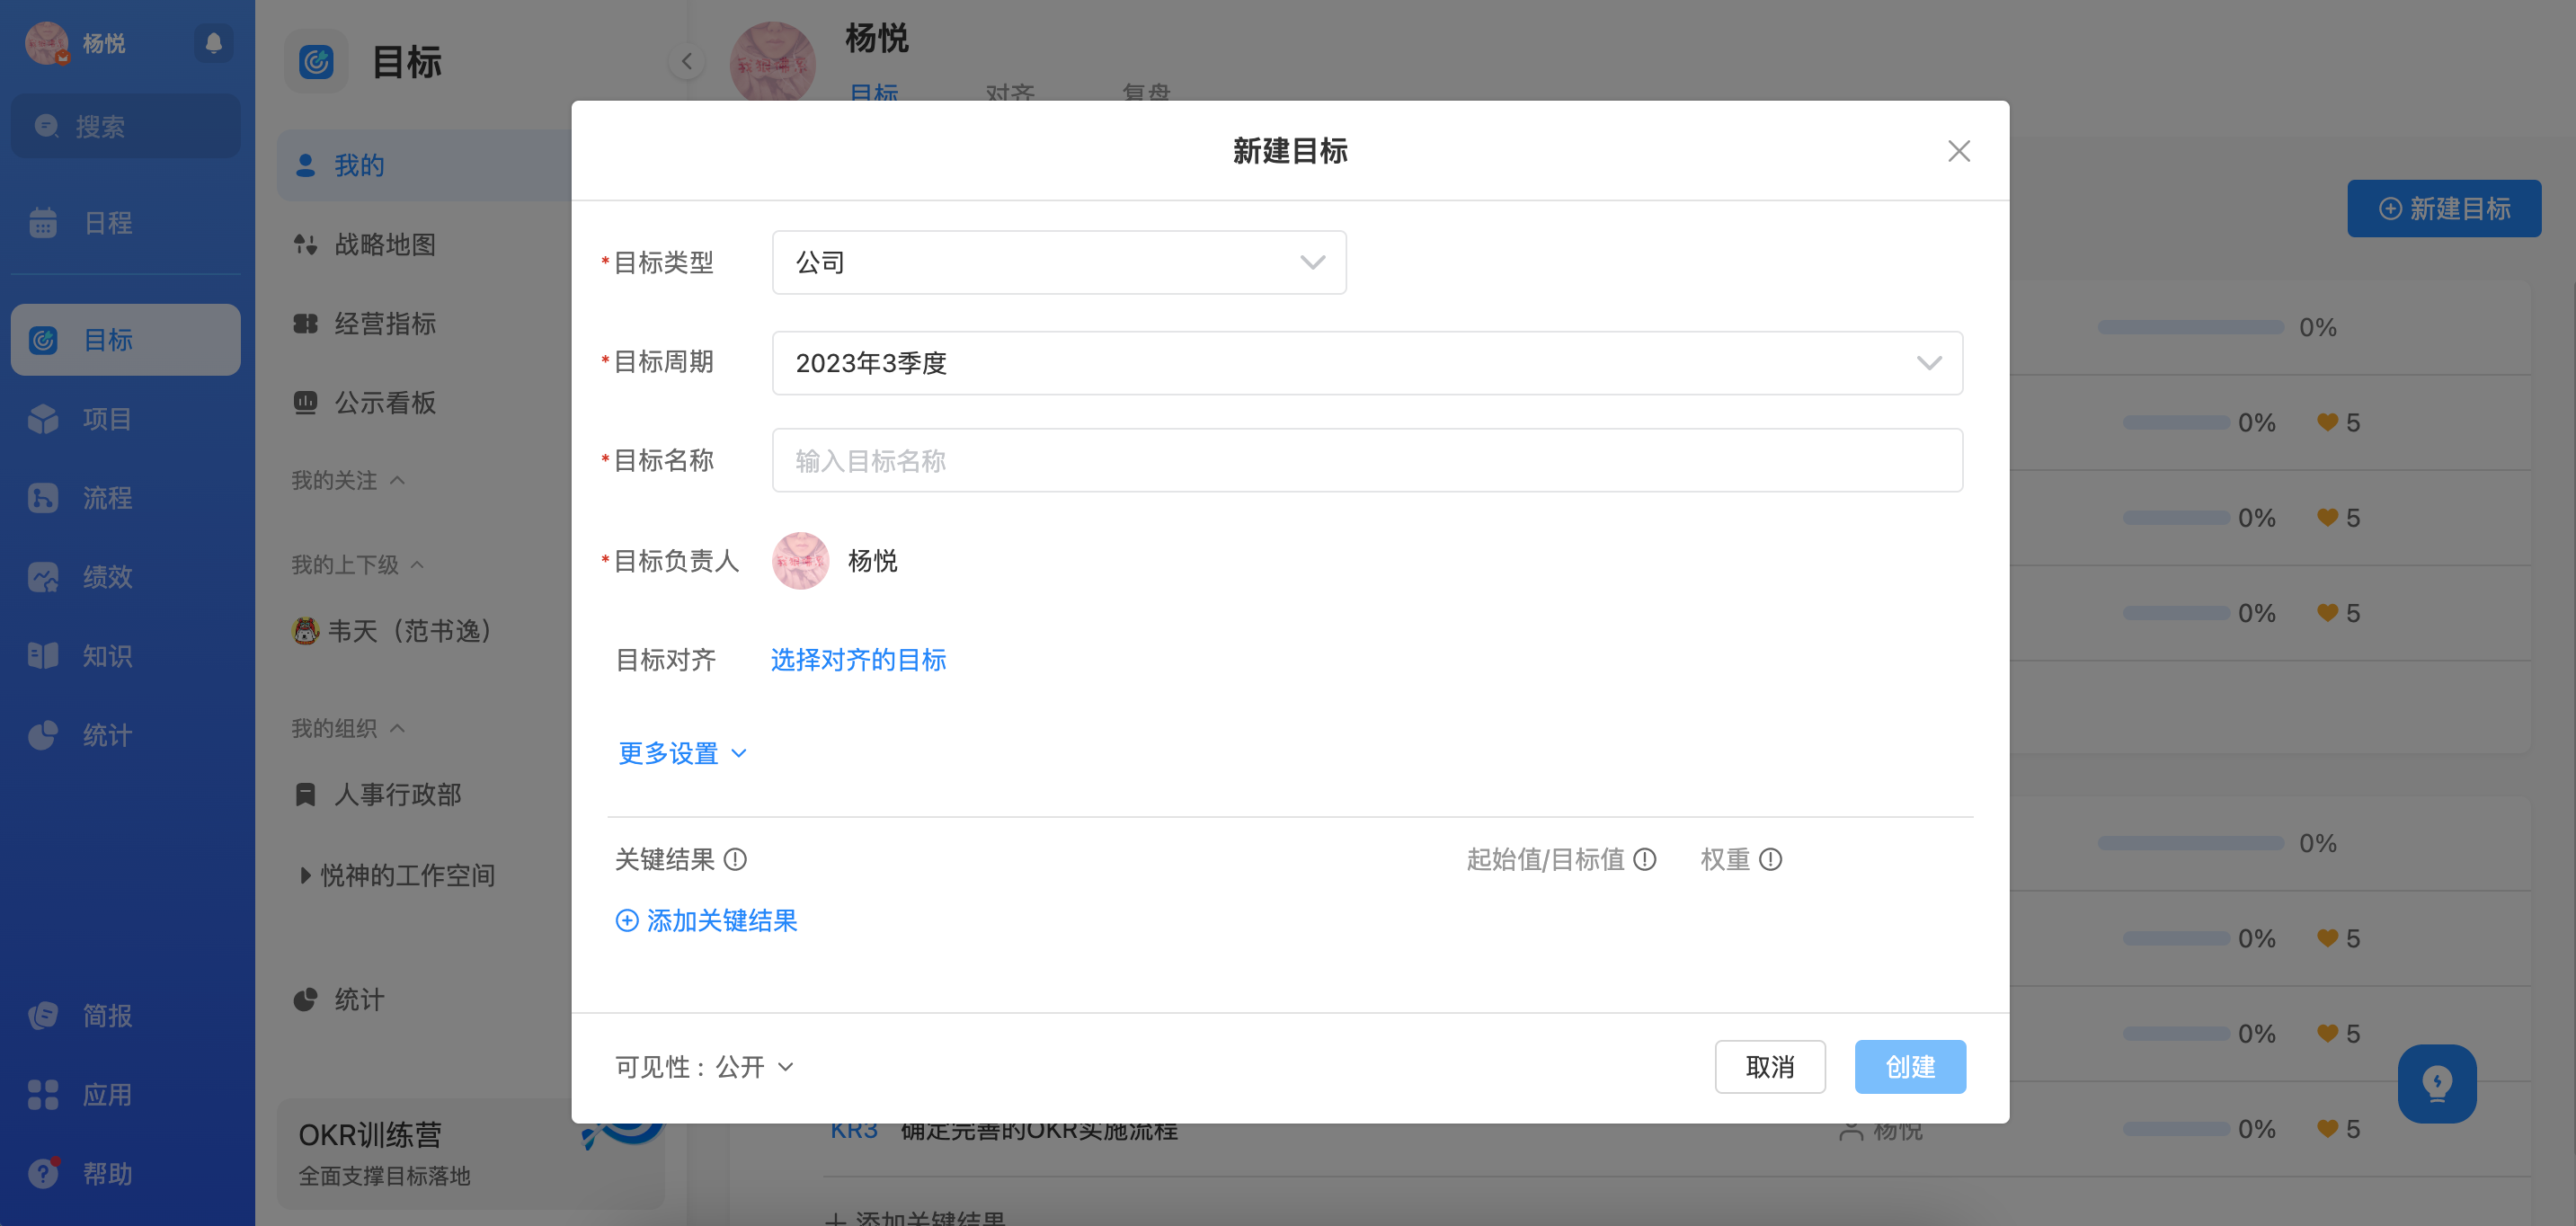 杨悦
搜索
日程
目标
项目
流程
绩效
知识
统计
简报
应用
帮助
目标
我的
战略地图
经营指标
公示看板
我的关注
我的上下级
韦天（范书逸）
我的组织
人事行政部
悦神的工作空间
统计
OKR训练营
全面支撑目标落地
杨悦
目标 对齐 复盘
新建目标
0%
0% 5
0% 5
0% 5
0%
0% 5
0% 5
KR3 确定完善的OKR实施流程 杨悦 0% 5
添加关键结果
新建目标
*目标类型 公司
*目标周期 2023年3季度
*目标名称 输入目标名称
*目标负责人 杨悦
目标对齐 选择对齐的目标
更多设置
关键结果 起始值/目标值 权重
添加关键结果
可见性：公开 取消 创建